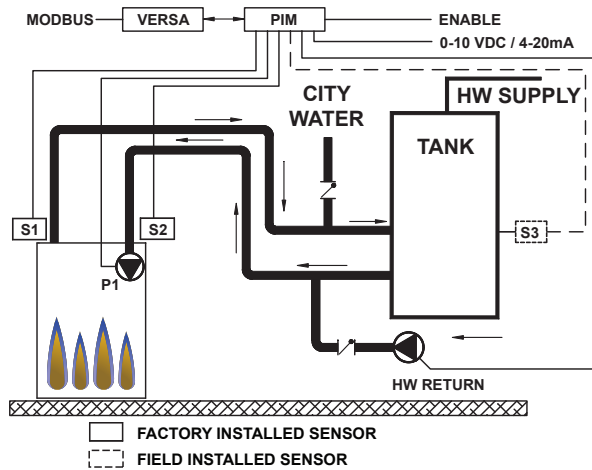 MODBUS
VERSA
PIM
ENABLE
0-10 VDC / 4-20mA
CITY
WATER
HW SUPPLY
TANK
S1
S2
S3
P1
HW RETURN
FACTORY INSTALLED SENSOR
FIELD INSTALLED SENSOR